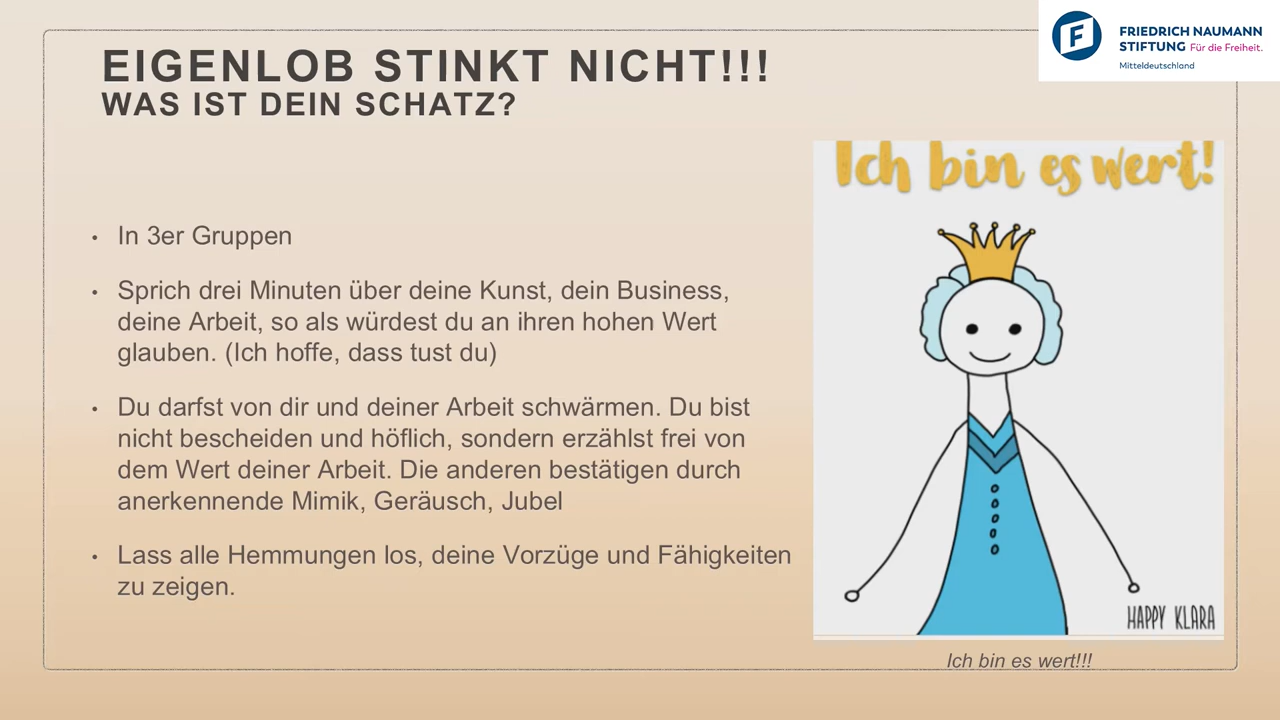 EIGENLOB STINKT NICHT!!!
WAS IST DEIN SCHATZ?
FRIEDRICH NAUMANN
STIFTUNG Für die Freiheit.
Mitteldeutschland
• In 3er Gruppen
• Sprich drei Minuten über deine Kunst, dein Business,
deine Arbeit, so als würdest du an ihren hohen Wert
glauben. (Ich hoffe, dass tust du)
• Du darfst von dir und deiner Arbeit schwärmen. Du bist
nicht bescheiden und höflich, sondern erzählst frei von
dem Wert deiner Arbeit. Die anderen bestätigen durch
anerkennende Mimik, Geräusch, Jubel
• Lass alle Hemmungen los, deine Vorzüge und Fähigkeiten
zu zeigen.
Ich bin es wert!
HAPPY KLARA
Ich bin es wert!!!